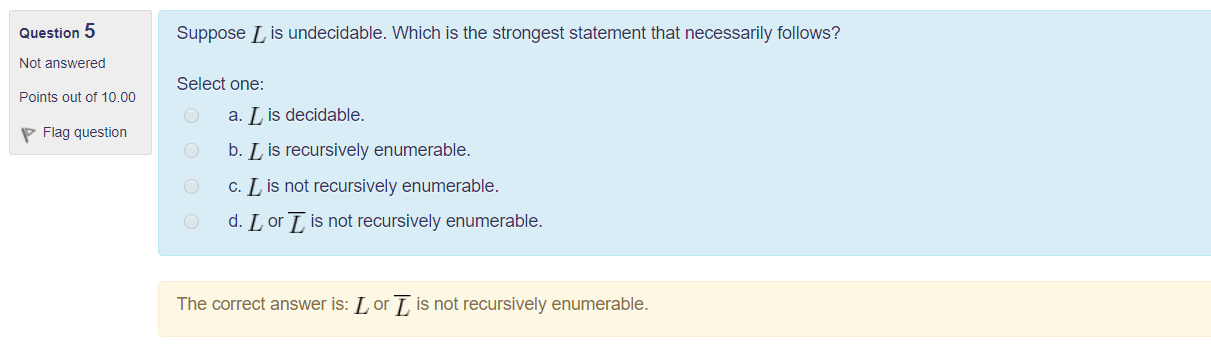 Question 5
Not answered
Points out of 10.00
Flag question
Suppose L is undecidable. Which is the strongest statement that necessarily follows?
Select one:
a. L is decidable.
b. L is recursively enumerable.
c. L is not recursively enumerable.
d. L or L̅ is not recursively enumerable.
The correct answer is: L or L̅ is not recursively enumerable.